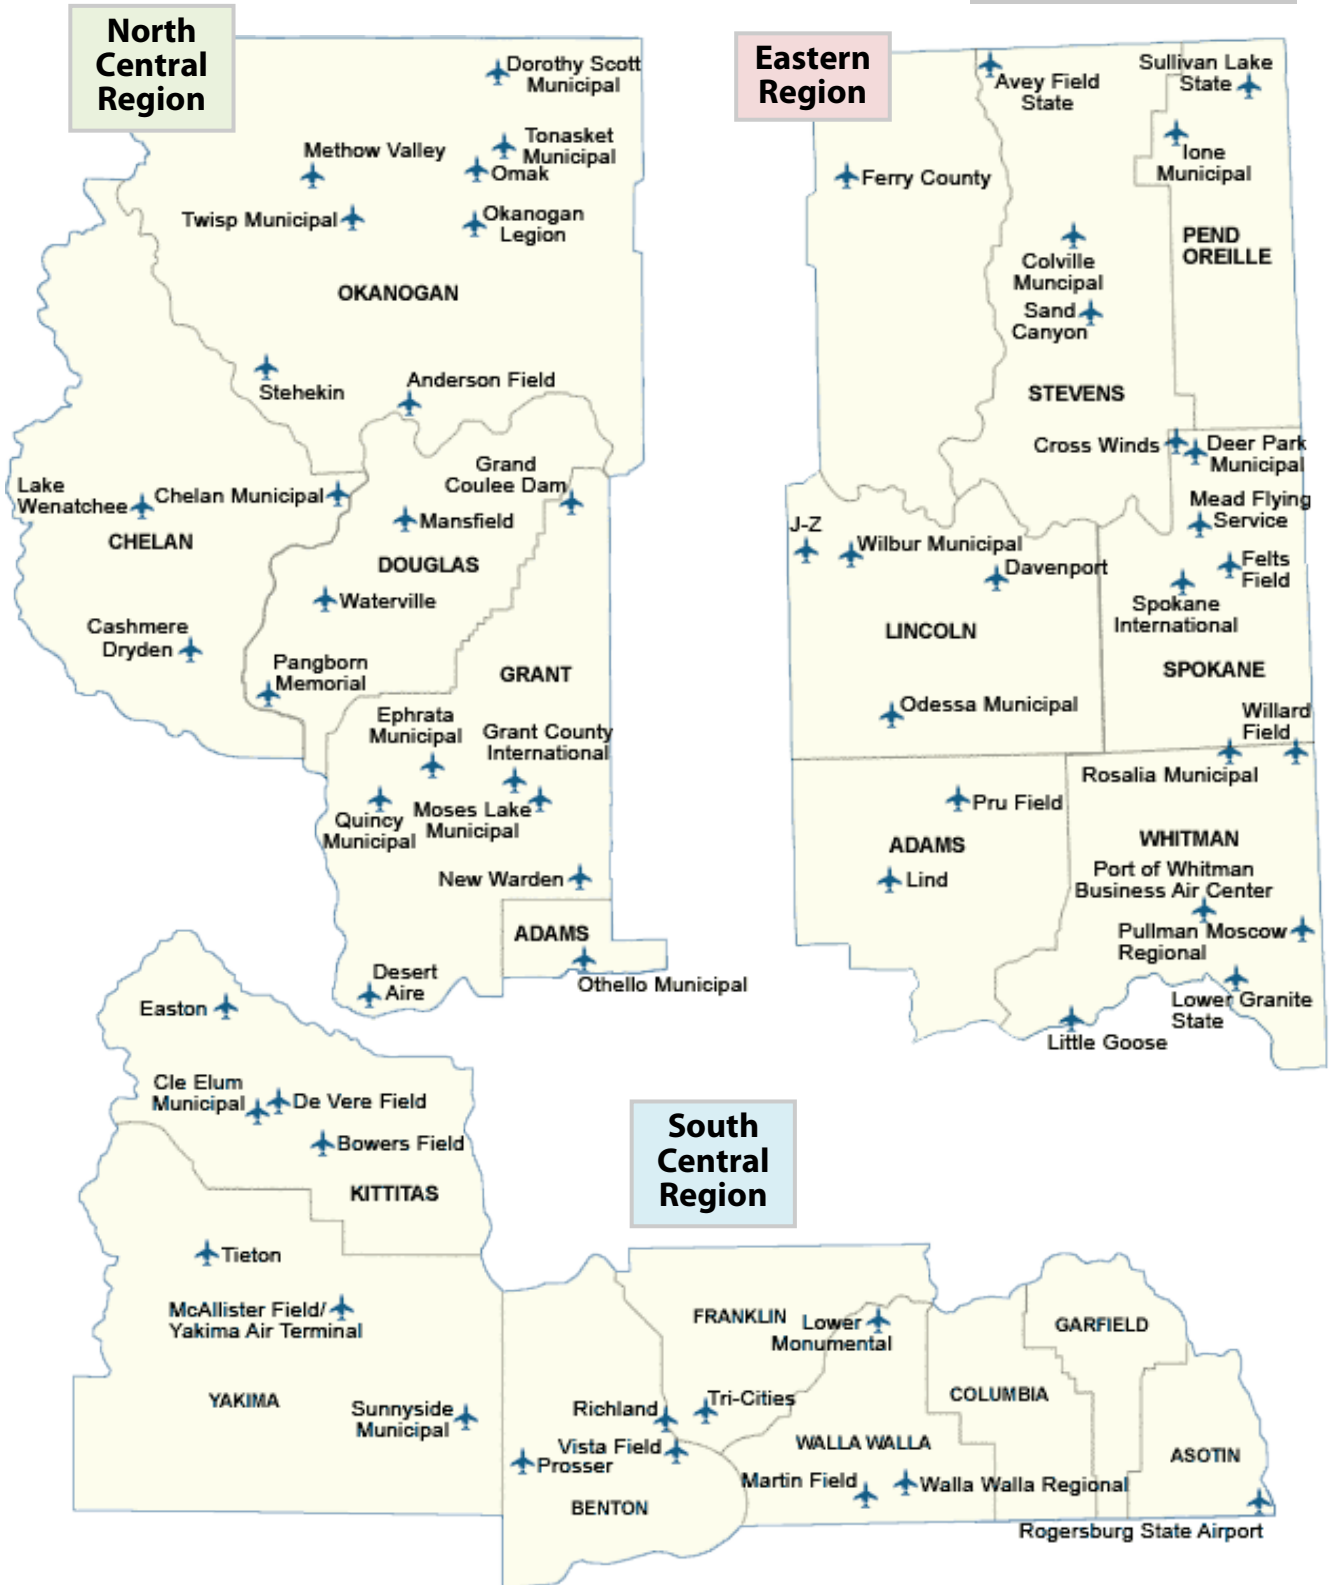 North
Central
Region
Dorothy Scott
Municipal
Tonasket
Municipal
Methow Valley
Omak
Twisp Municipal
Okanogan
Legion
OKANOGAN
Stehekin
Anderson Field
Grand
Coulee Dam
Lake
Wenatchee
Chelan Municipal
Mansfield
CHELAN
DOUGLAS
Waterville
Cashmere
Dryden
Pangborn
Memorial
GRANT
Ephrata
Municipal
Grant County
International
Quincy
Municipal
Moses Lake
Municipal
New Warden
ADAMS
Othello Municipal
Desert
Aire
Eastern
Region
Avey Field
State
Sullivan Lake
State
Ione
Municipal
Ferry County
PEND
OREILLE
Colville
Muncipal
Sand
Canyon
STEVENS
Cross Winds
Deer Park
Municipal
Mead Flying
Service
J-Z
Wilbur Municipal
Davenport
Felts
Field
Spokane
International
LINCOLN
SPOKANE
Odessa Municipal
Willard
Field
Rosalia Municipal
Pru Field
ADAMS
WHITMAN
Lind
Port of Whitman
Business Air Center
Pullman Moscow
Regional
Lower Granite
State
Little Goose
Easton
Cle Elum
Municipal
De Vere Field
Bowers Field
KITTITAS
South
Central
Region
Tieton
McAllister Field/
Yakima Air Terminal
YAKIMA
Sunnyside
Municipal
FRANKLIN
Lower
Monumental
GARFIELD
COLUMBIA
Richland
Tri-Cities
Vista Field
Prosser
WALLA WALLA
ASOTIN
BENTON
Martin Field
Walla Walla Regional
Rogersburg State Airport